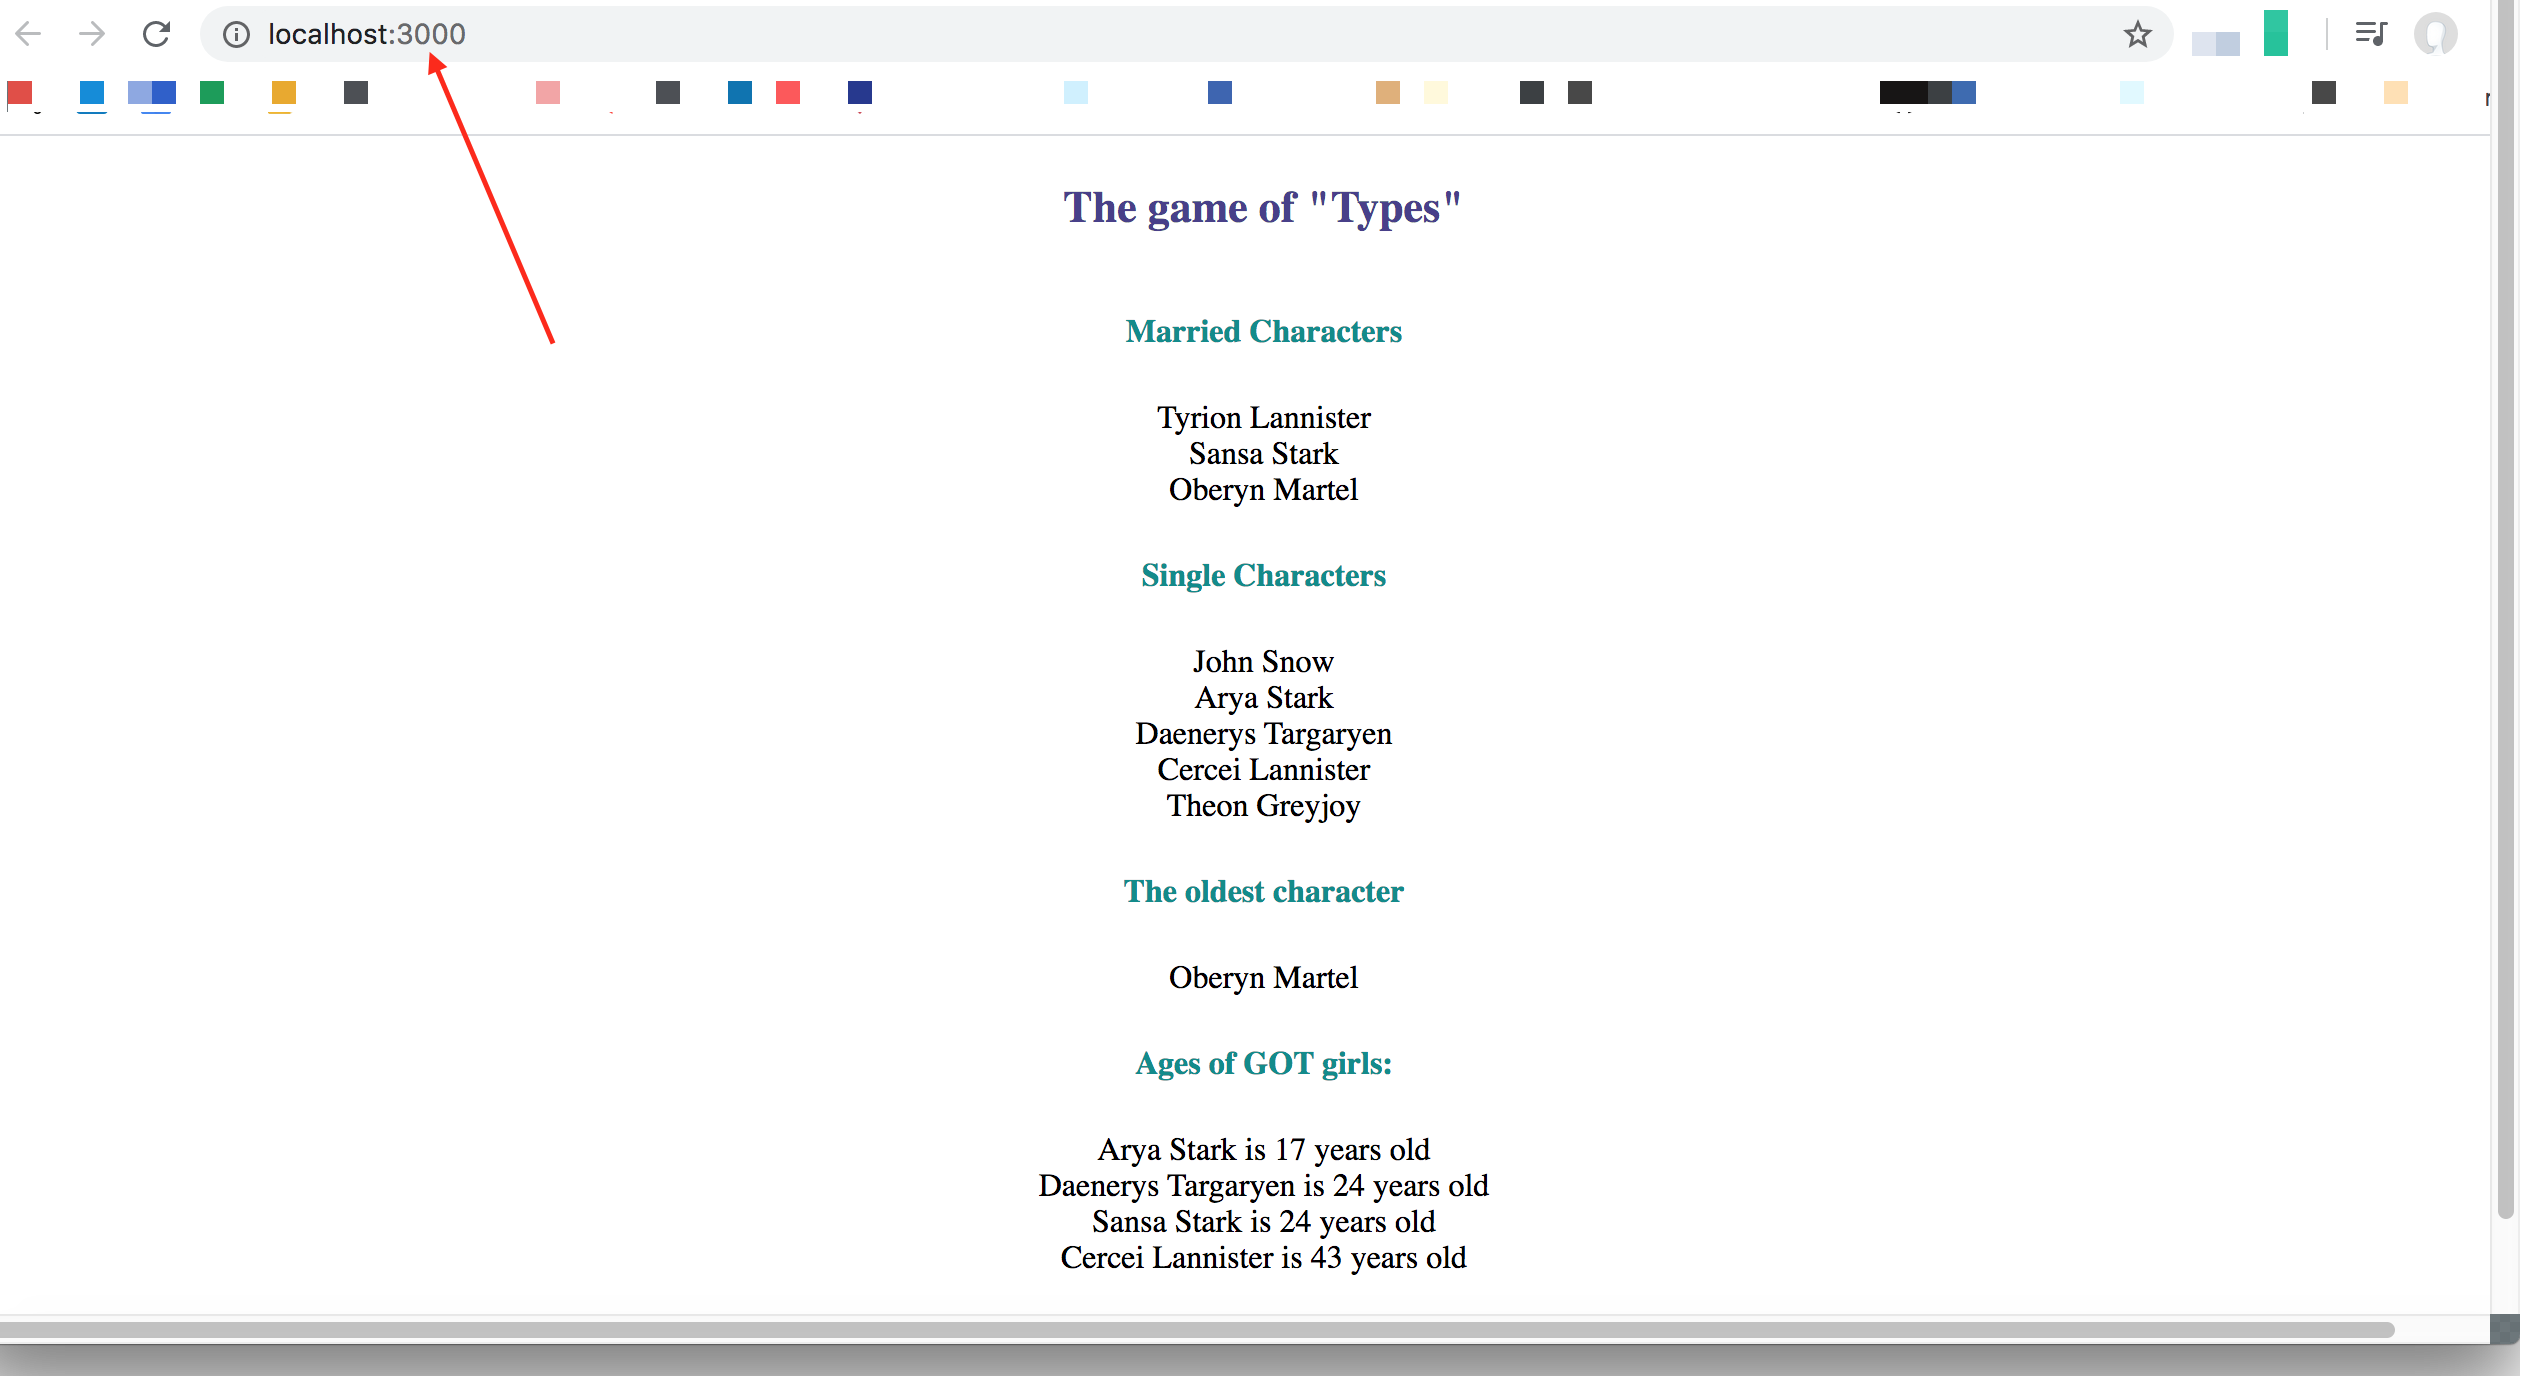 localhost:3000
The game of "Types"
Married Characters
Tyrion Lannister
Sansa Stark
Oberyn Martel
Single Characters
John Snow
Arya Stark
Daenerys Targaryen
Cercei Lannister
Theon Greyjoy
The oldest character
Oberyn Martel
Ages of GOT girls:
Arya Stark is 17 years old
Daenerys Targaryen is 24 years old
Sansa Stark is 24 years old
Cercei Lannister is 43 years old